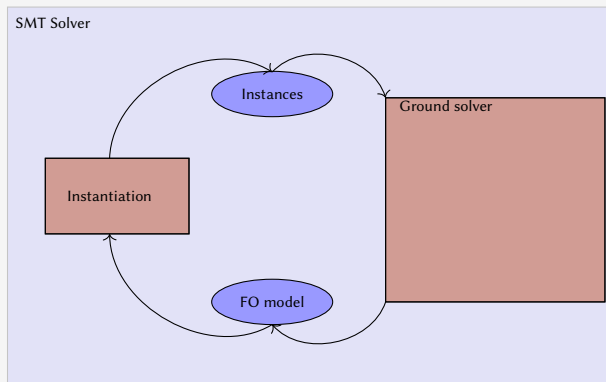 SMT Solver
Instances
Ground solver
Instantiation
FO model